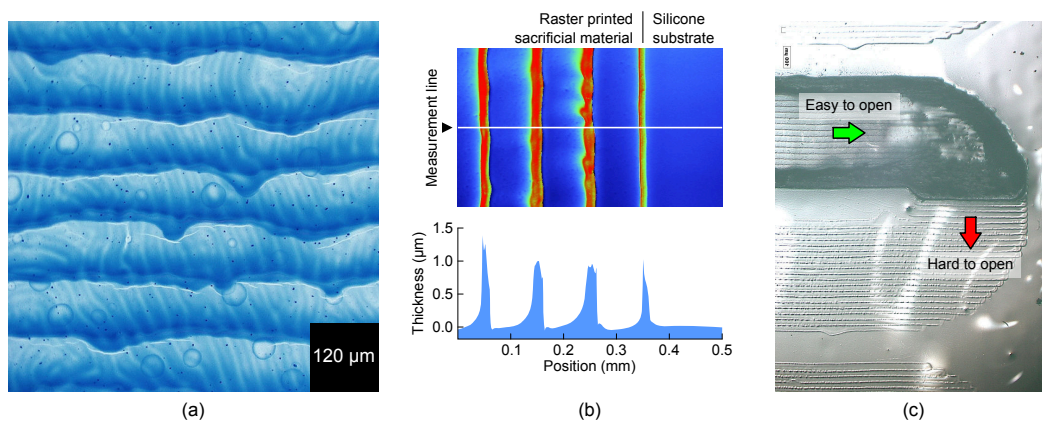 (a)
120 µm
(b)
Raster printed
sacrificial material
Silicone
substrate
Measurement line
Thickness (µm)
1.5
1.0
0.5
0.0
0.1
0.2
0.3
0.4
0.5
Position (mm)
(c)
400 µm
Easy to open
Hard to open